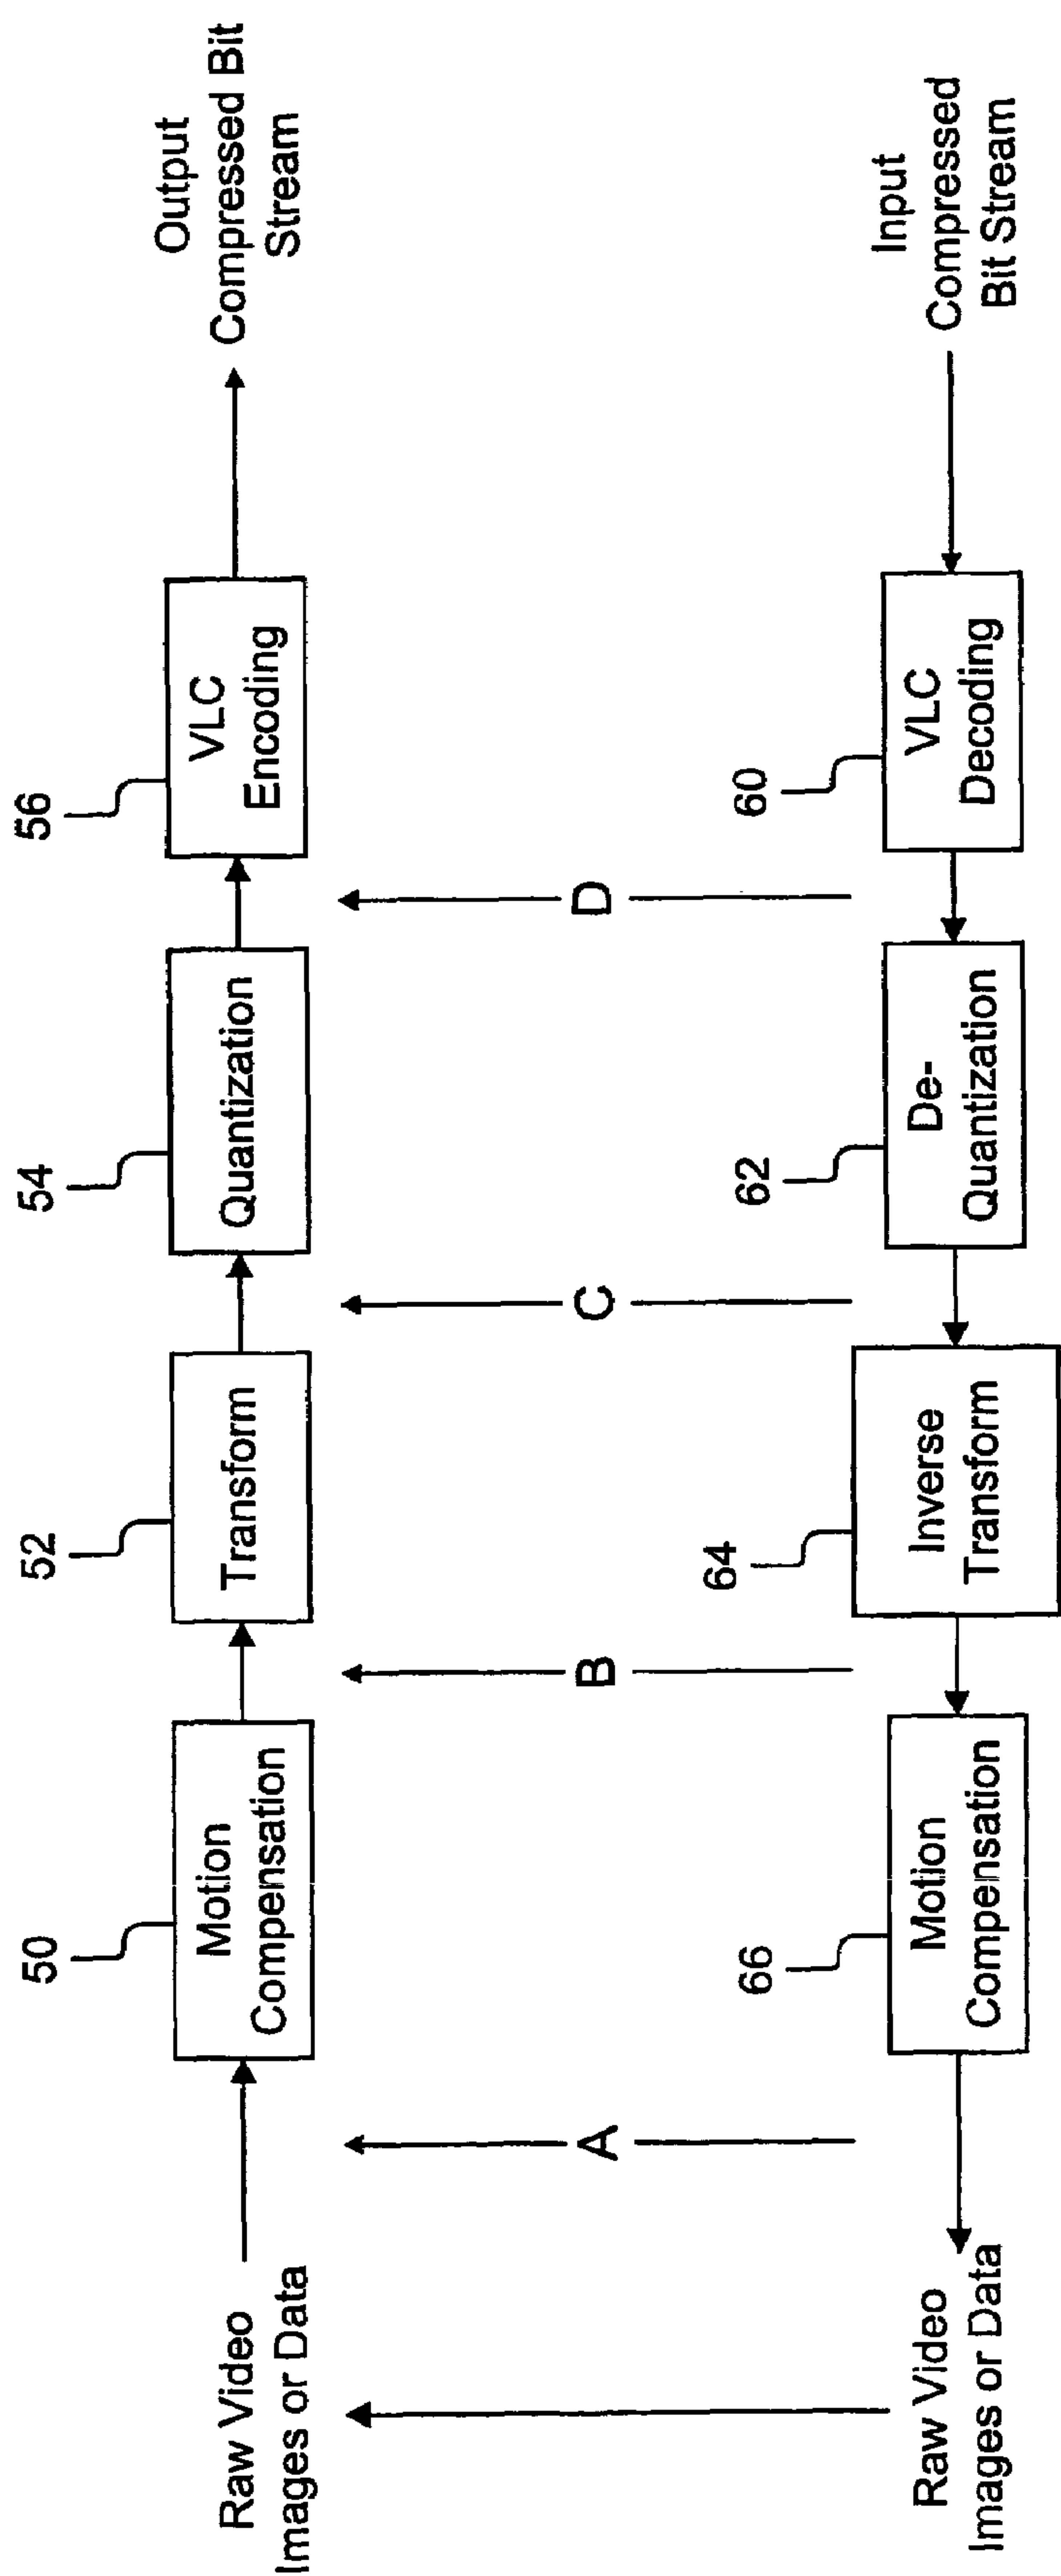 Raw Video
Images or Data
50
Motion
Compensation
52
Transform
54
Quantization
56
VLC
Encoding
Output
Compressed Bit
Stream
A
B
C
D
Raw Video
Images or Data
66
Motion
Compensation
64
Inverse
Transform
62
De-
Quantization
60
VLC
Decoding
Input
Compressed
Bit Stream